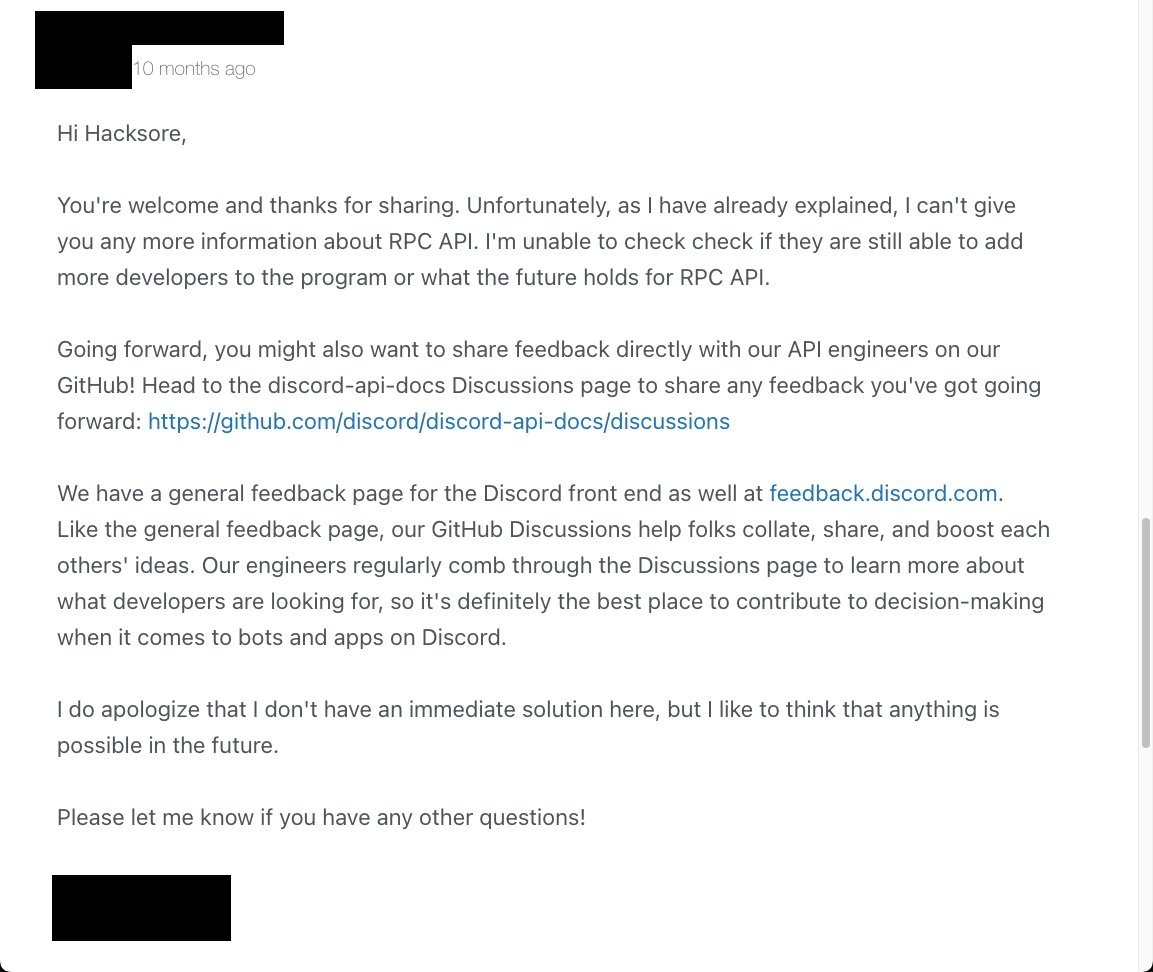 10 months ago
Hi Hacksore,
You're welcome and thanks for sharing. Unfortunately, as I have already explained, I can't give
you any more information about RPC API. I'm unable to check check if they are still able to add
more developers to the program or what the future holds for RPC API.
Going forward, you might also want to share feedback directly with our API engineers on our
GitHub! Head to the discord-api-docs Discussions page to share any feedback you've got going
forward: https://github.com/discord/discord-api-docs/discussions
We have a general feedback page for the Discord front end as well at feedback.discord.com.
Like the general feedback page, our GitHub Discussions help folks collate, share, and boost each
others' ideas. Our engineers regularly comb through the Discussions page to learn more about
what developers are looking for, so it's definitely the best place to contribute to decision-making
when it comes to bots and apps on Discord.
I do apologize that I don't have an immediate solution here, but I like to think that anything is
possible in the future.
Please let me know if you have any other questions!